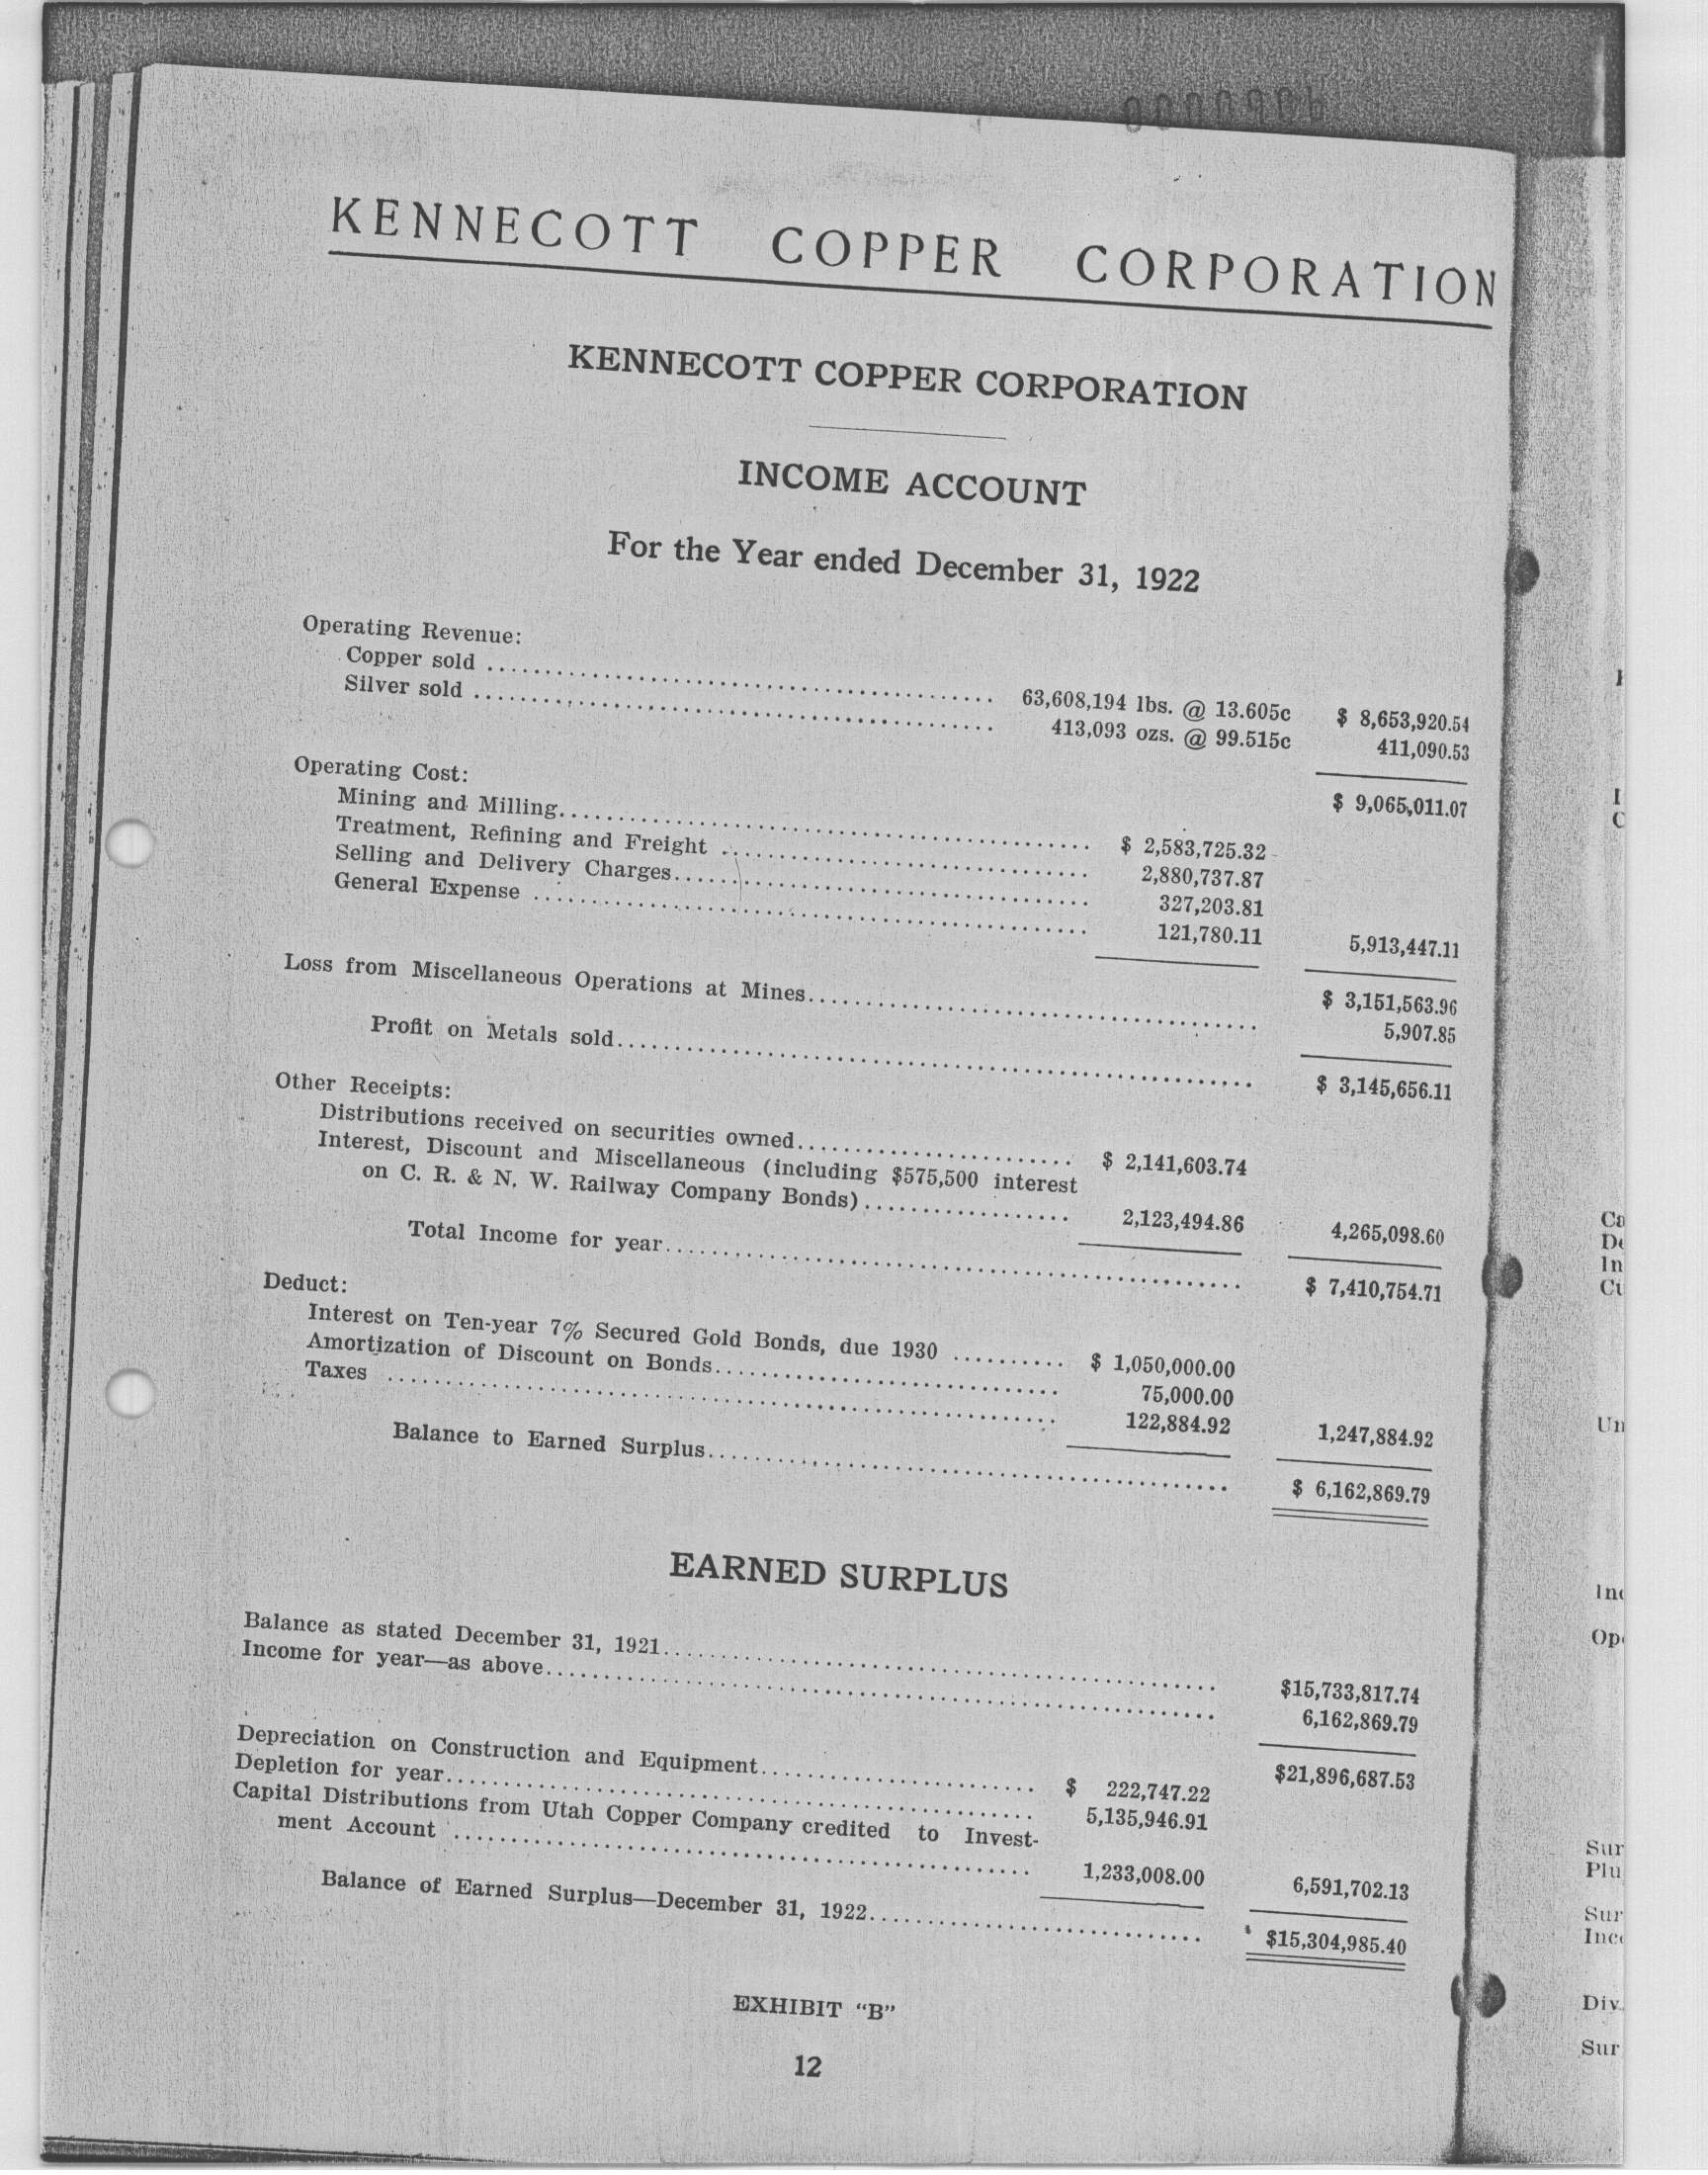 KENNECOTT COPPER CORPORATION
KENNECOTT COPPER CORPORATION
INCOME ACCOUNT
For the Year ended December 31, 1922
Operating Revenue:
Copper sold ........ 63,608,194 lbs. @ 13.605c $ 8,653,920.54
Silver sold ........ 413,093 ozs. @ 99.515c 411,090.53
$ 9,065,011.07
Operating Cost:
Mining and Milling........ $ 2,583,725.32
Treatment, Refining and Freight ........ 2,880,737.87
Selling and Delivery Charges........ 327,203.81
General Expense ........ 121,780.11 5,913,447.11
$ 3,151,563.96
Loss from Miscellaneous Operations at Mines........ 5,907.85
Profit on Metals sold........ $ 3,145,656.11
Other Receipts:
Distributions received on securities owned........ $ 2,141,603.74
Interest, Discount and Miscellaneous (including $575,500 interest
on C. R. & N. W. Railway Company Bonds)........ 2,123,494.86 4,265,098.60
Total Income for year........ $ 7,410,754.71
Deduct:
Interest on Ten-year 7% Secured Gold Bonds, due 1930 ........ $ 1,050,000.00
Amortization of Discount on Bonds........ 75,000.00
Taxes ........ 122,884.92 1,247,884.92
Balance to Earned Surplus........ $ 6,162,869.79
EARNED SURPLUS
Balance as stated December 31, 1921........ $15,733,817.74
Income for year—as above........ 6,162,869.79
$21,896,687.53
Depreciation on Construction and Equipment........ $ 222,747.22
Depletion for year........ 5,135,946.91
Capital Distributions from Utah Copper Company credited to Invest-
ment Account ........ 1,233,008.00 6,591,702.13
Balance of Earned Surplus—December 31, 1922........ $15,304,985.40
EXHIBIT “B”
12
Ca
De
In
Cu
Un
Inc
Ope
Sur
Plu
Sur
Inc
Div.
Sur